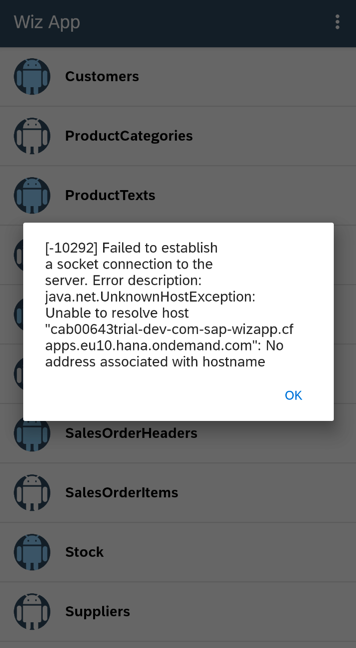 Wiz App
Customers
ProductCategories
ProductTexts
[-10292] Failed to establish
a socket connection to the
server. Error description:
java.net.UnknownHostException:
Unable to resolve host
"cab00643trial-dev-com-sap-wizapp.cf
apps.eu10.hana.ondemand.com": No
address associated with hostname
OK
SalesOrderHeaders
SalesOrderItems
Stock
Suppliers